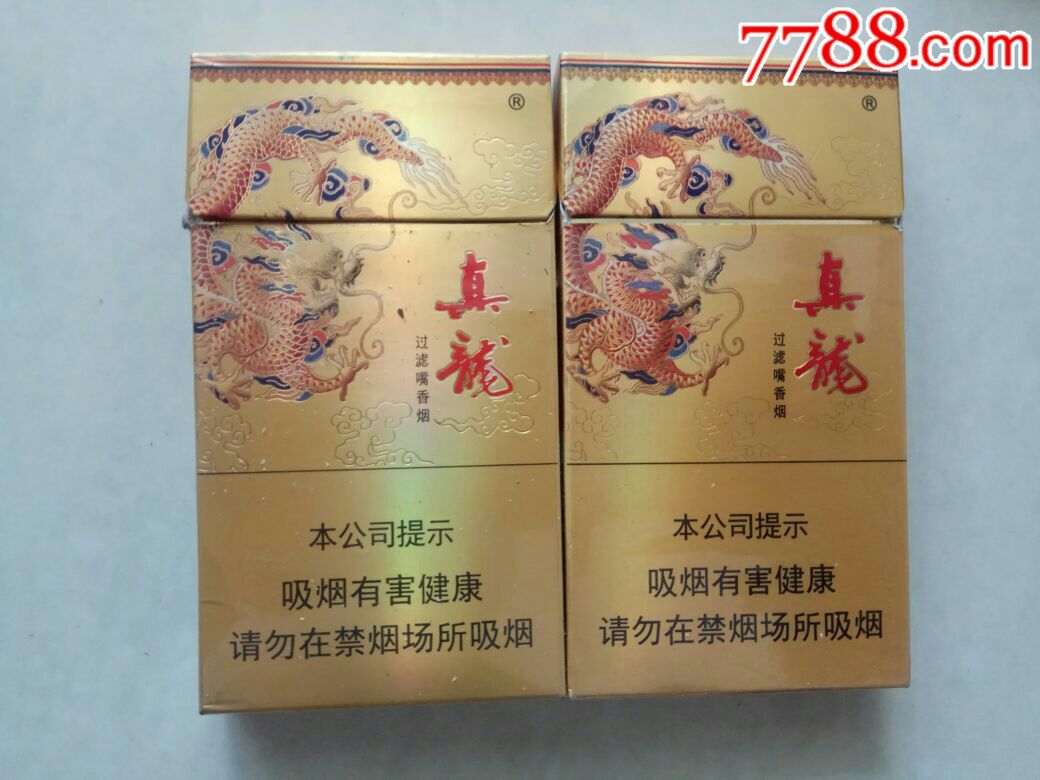 7788.com
®
真龍
过滤嘴香烟
本公司提示
吸烟有害健康
请勿在禁烟场所吸烟
®
真龍
过滤嘴香烟
本公司提示
吸烟有害健康
请勿在禁烟场所吸烟